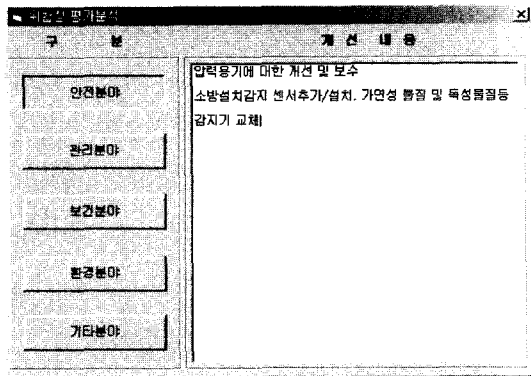 위험성 평가분석
구 분
개 선 내 용
안전분야
관리분야
보건분야
환경분야
기타분야
압력용기에 대한 개선 및 보수
소방설치감지 센서추가/설치, 가연성 물질 및 독성물질등
감지기 교체